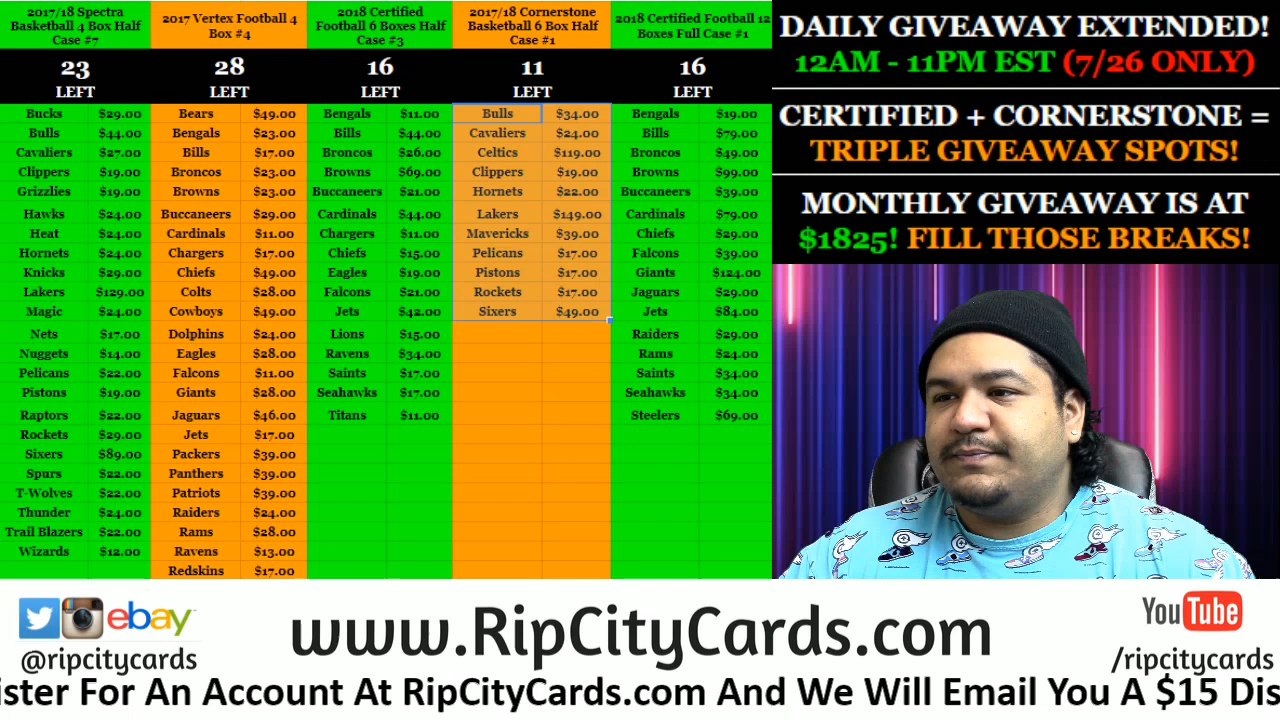 2017/18 Spectra
Basketball 4 Box Half
Case #7
23
LEFT
Bucks $29.00
Bulls $44.00
Cavaliers $27.00
Clippers $19.00
Grizzlies $19.00
Hawks $24.00
Heat $24.00
Hornets $24.00
Knicks $29.00
Lakers $129.00
Magic $24.00
Nets $17.00
Nuggets $14.00
Pelicans $22.00
Pistons $19.00
Raptors $22.00
Rockets $29.00
Sixers $89.00
Spurs $22.00
T-Wolves $22.00
Thunder $24.00
Trail Blazers $22.00
Wizards $12.00
2017 Vertex Football 4
Box #4
28
LEFT
Bears $49.00
Bengals $23.00
Bills $17.00
Broncos $23.00
Browns $23.00
Buccaneers $29.00
Cardinals $11.00
Chargers $17.00
Chiefs $49.00
Colts $28.00
Cowboys $49.00
Dolphins $24.00
Eagles $28.00
Falcons $11.00
Giants $28.00
Jaguars $46.00
Jets $17.00
Packers $39.00
Panthers $39.00
Patriots $39.00
Raiders $24.00
Rams $28.00
Ravens $13.00
Redskins $17.00
2018 Certified
Football 6 Boxes Half
Case #3
16
LEFT
Bengals $11.00
Bills $44.00
Broncos $26.00
Browns $69.00
Buccaneers $21.00
Cardinals $44.00
Chargers $11.00
Chiefs $15.00
Eagles $19.00
Falcons $21.00
Jets $42.00
Lions $15.00
Ravens $34.00
Saints $17.00
Seahawks $17.00
Titans $11.00
2017/18 Cornerstone
Basketball 6 Box Half
Case #1
11
LEFT
Bulls $34.00
Cavaliers $24.00
Celtics $119.00
Clippers $19.00
Hornets $22.00
Lakers $149.00
Mavericks $39.00
Pelicans $17.00
Pistons $17.00
Rockets $17.00
Sixers $49.00
2018 Certified Football 12
Boxes Full Case #1
16
LEFT
Bengals $19.00
Bills $79.00
Broncos $49.00
Browns $99.00
Buccaneers $39.00
Cardinals $79.00
Chiefs $29.00
Falcons $39.00
Giants $124.00
Jaguars $29.00
Jets $84.00
Raiders $29.00
Rams $24.00
Saints $34.00
Seahawks $34.00
Steelers $69.00
DAILY GIVEAWAY EXTENDED!
12AM - 11PM EST (7/26 ONLY)
CERTIFIED + CORNERSTONE =
TRIPLE GIVEAWAY SPOTS!
MONTHLY GIVEAWAY IS AT
$1825! FILL THOSE BREAKS!
ebay
@ripcitycards
www.RipCityCards.com
YouTube
/ripcitycards
ister For An Account At RipCityCards.com And We Will Email You A $15 Dis